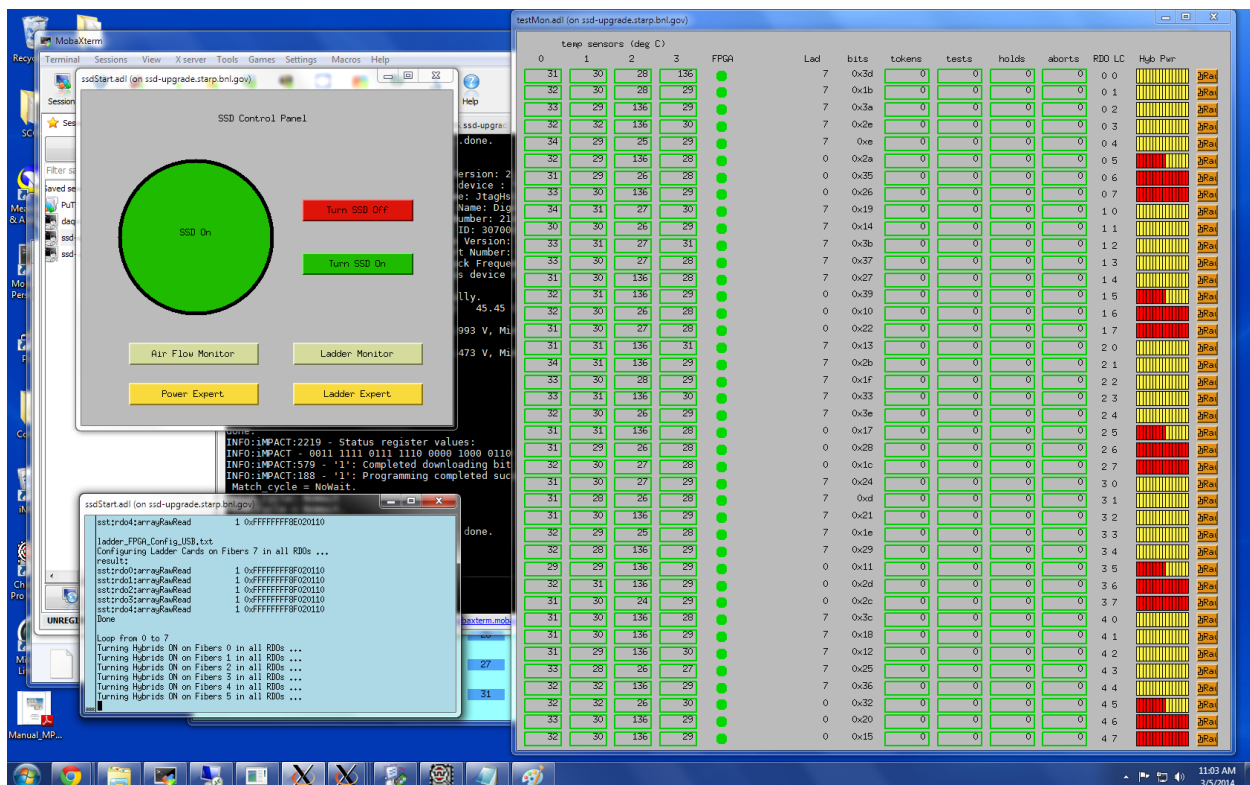 testMon.adl (on ssd-upgrade.starp.bnl.gov)
MobaXterm
Terminal Sessions View X server Tools Games Settings Macros Help
ssdStart.adl (on ssd-upgrade.starp.bnl.gov)
Session
Help
SSD Control Panel
SSD On
Turn SSD Off
Turn SSD On
Air Flow Monitor
Ladder Monitor
Power Expert
Ladder Expert
done.
INFO:iMPACT:2219 - Status register values:
INFO:iMPACT - 0011 1111 0111 1110 0000 1000 0110
INFO:iMPACT:579 - '1': Completed downloading bit
INFO:iMPACT:188 - '1': Programming completed suc
Match_cycle = NoWait.
done.
ssdStart.adl (on ssd-upgrade.starp.bnl.gov)
sst:rdo4:arrayRawRead 1 0xFFFFFFFF8E020110
ladder_FPGA_Config_USB.txt
Configuring Ladder Cards on Fibers 7 in all RDOs ...
result:
sst:rdo0:arrayRawRead 1 0xFFFFFFFF8F020110
sst:rdo1:arrayRawRead 1 0xFFFFFFFF8F020110
sst:rdo2:arrayRawRead 1 0xFFFFFFFF8F020110
sst:rdo3:arrayRawRead 1 0xFFFFFFFF8F020110
sst:rdo4:arrayRawRead 1 0xFFFFFFFF8F020110
Done
Loop from 0 to 7
Turning Hybrids ON on Fibers 0 in all RDOs ...
Turning Hybrids ON on Fibers 1 in all RDOs ...
Turning Hybrids ON on Fibers 2 in all RDOs ...
Turning Hybrids ON on Fibers 3 in all RDOs ...
Turning Hybrids ON on Fibers 4 in all RDOs ...
Turning Hybrids ON on Fibers 5 in all RDOs ...
27
31
Manual_MP...
temp sensors (deg C)
0 1 2 3 FPGA Lad bits tokens tests holds aborts RDO LC Hyb Pwr
31 30 28 136 7 0x3d 0 0 0 0 0 0
32 30 28 29 7 0x1b 0 0 0 0 0 1
33 29 136 29 7 0x3a 0 0 0 0 0 2
32 32 136 30 7 0x2e 0 0 0 0 0 3
34 29 25 29 7 0xe 0 0 0 0 0 4
32 29 136 28 0 0x2a 0 0 0 0 0 5
31 29 26 28 0 0x35 0 0 0 0 0 6
33 30 136 29 0 0x26 0 0 0 0 0 7
34 31 27 30 7 0x19 0 0 0 0 1 0
30 30 26 29 7 0x14 0 0 0 0 1 1
33 31 27 31 7 0x3b 0 0 0 0 1 2
33 30 27 28 7 0x37 0 0 0 0 1 3
31 30 136 28 7 0x27 0 0 0 0 1 4
32 31 136 29 0 0x39 0 0 0 0 1 5
32 30 26 28 0 0x10 0 0 0 0 1 6
31 30 27 28 0 0x22 0 0 0 0 1 7
31 31 136 31 7 0x13 0 0 0 0 2 0
34 31 136 29 7 0x2b 0 0 0 0 2 1
33 30 28 29 7 0x1f 0 0 0 0 2 2
33 31 136 30 7 0x33 0 0 0 0 2 3
32 30 26 29 7 0x3e 0 0 0 0 2 4
31 31 136 28 7 0x17 0 0 0 0 2 5
31 29 26 28 0 0x28 0 0 0 0 2 6
32 30 27 28 0 0x1c 0 0 0 0 2 7
31 30 27 29 7 0x24 0 0 0 0 3 0
31 28 26 28 7 0xd 0 0 0 0 3 1
31 30 136 29 7 0x21 0 0 0 0 3 2
32 29 25 28 7 0x1e 0 0 0 0 3 3
32 28 136 29 7 0x29 0 0 0 0 3 4
29 29 136 29 0 0x11 0 0 0 0 3 5
32 31 136 29 0 0x2d 0 0 0 0 3 6
31 30 24 29 0 0x2c 0 0 0 0 3 7
31 30 136 28 7 0x3c 0 0 0 0 4 0
31 30 136 29 7 0x18 0 0 0 0 4 1
31 29 136 30 7 0x12 0 0 0 0 4 2
33 28 26 27 7 0x25 0 0 0 0 4 3
32 32 136 29 7 0x36 0 0 0 0 4 4
32 32 26 30 0 0x32 0 0 0 0 4 5
33 30 136 29 0 0x20 0 0 0 0 4 6
32 30 136 29 0 0x15 0 0 0 0 4 7
11:03 AM
3/5/2014